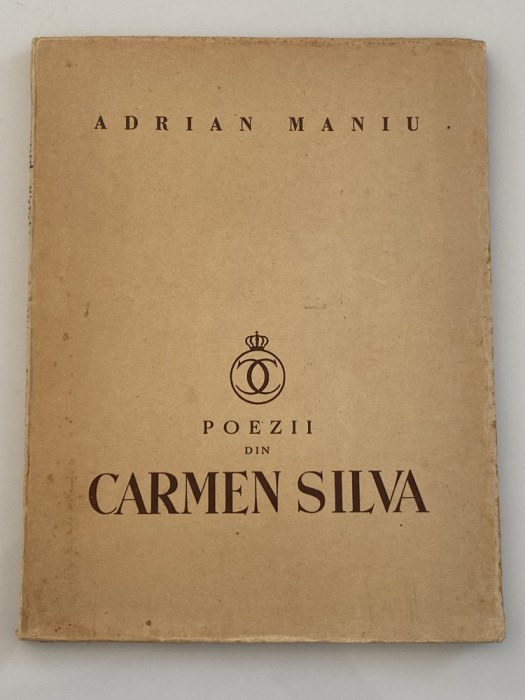 ADRIAN MANIU
POEZII
DIN
CARMEN SILVA